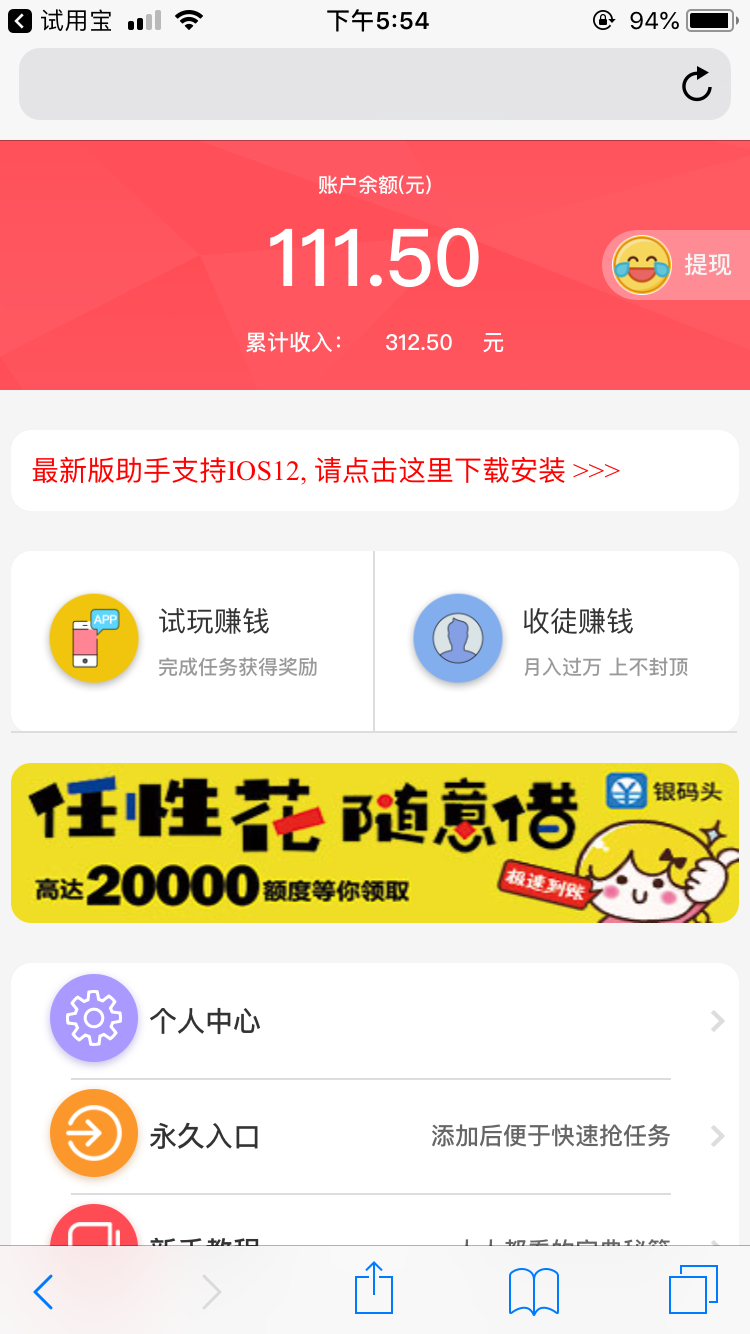 试用宝
下午5:54
94%
账户余额(元)
111.50
提现
累计收入: 312.50 元
最新版助手支持IOS12, 请点击这里下载安装 >>>
APP
试玩赚钱
完成任务获得奖励
收徒赚钱
月入过万 上不封顶
任性花 随意借
银码头
高达20000额度等你领取
极速到账
个人中心
永久入口
添加后便于快速抢任务
新手教程